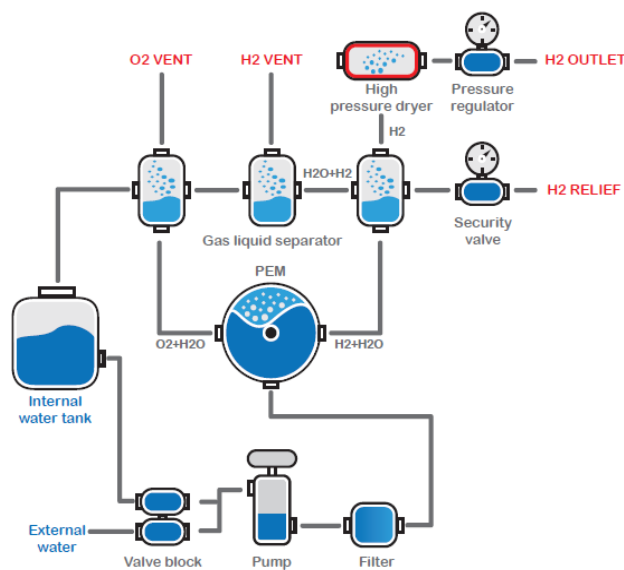 O2 VENT
H2 VENT
H2 OUTLET
High
pressure dryer
Pressure
regulator
H2
H2O+H2
H2 RELIEF
Gas liquid separator
Security
valve
PEM
O2+H2O
H2+H2O
Internal
water tank
External
water
Valve block
Pump
Filter